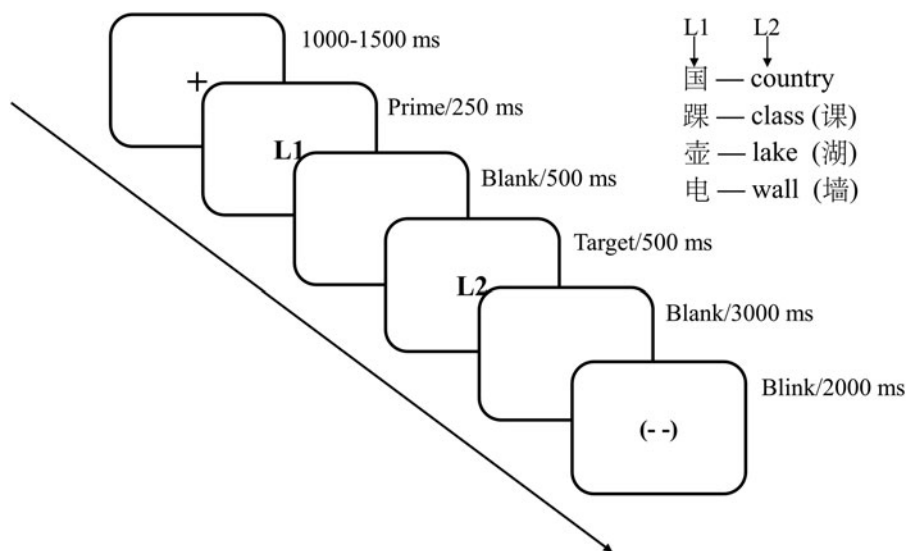 1000-1500 ms
+
Prime/250 ms
L1
Blank/500 ms
Target/500 ms
L2
Blank/3000 ms
Blink/2000 ms
(- -)
L1 L2
国 — country
踝 — class (课)
壶 — lake (湖)
电 — wall (墙)